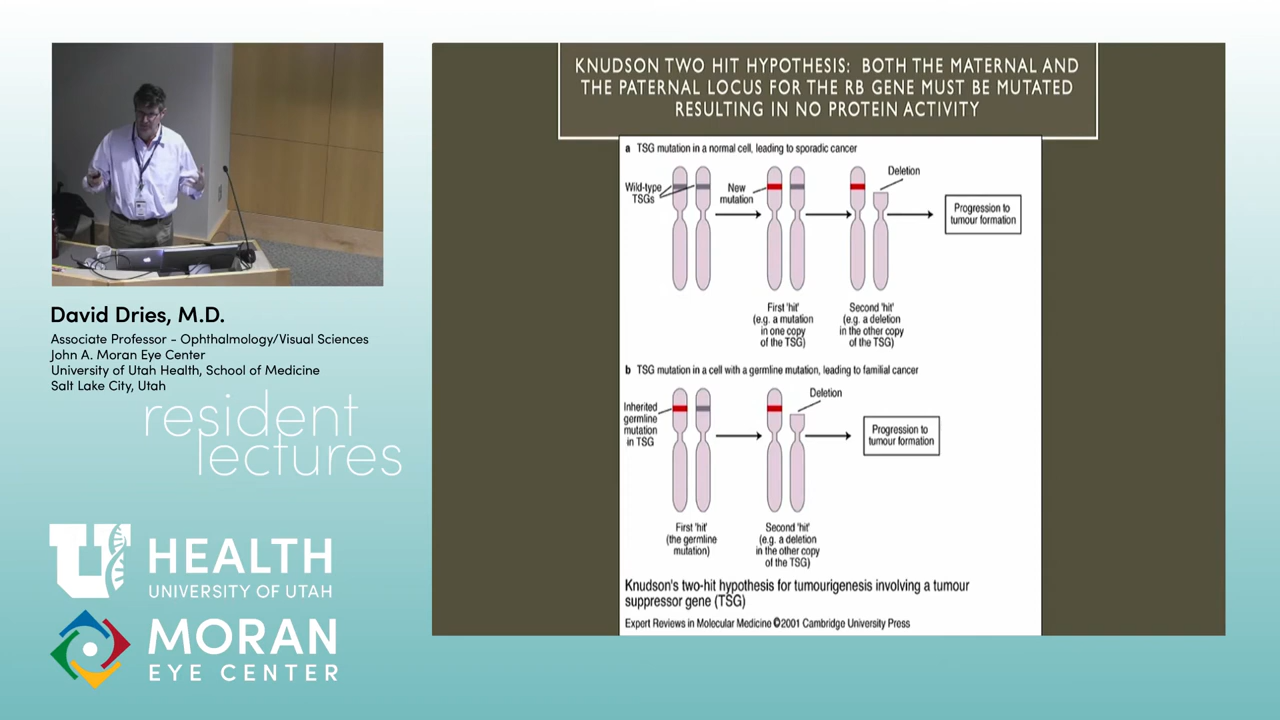 David Dries, M.D.
Associate Professor - Ophthalmology/Visual Sciences
John A. Moran Eye Center
University of Utah Health, School of Medicine
Salt Lake City, Utah
resident
lectures
U
HEALTH
UNIVERSITY OF UTAH
MORAN
EYE CENTER
KNUDSON TWO HIT HYPOTHESIS: BOTH THE MATERNAL AND
THE PATERNAL LOCUS FOR THE RB GENE MUST BE MUTATED
RESULTING IN NO PROTEIN ACTIVITY
a TSG mutation in a normal cell, leading to sporadic cancer
Wild-type
TSGs
New
mutation
Deletion
Progression to
tumour formation
First 'hit'
(e.g. a mutation
in one copy
of the TSG)
Second 'hit'
(e.g. a deletion
in the other copy
of the TSG)
b TSG mutation in a cell with a germline mutation, leading to familial cancer
Inherited
germline
mutation
in TSG
Deletion
Progression to
tumour formation
First 'hit'
(the germline
mutation)
Second 'hit'
(e.g. a deletion
in the other copy
of the TSG)
Knudson's two-hit hypothesis for tumourigenesis involving a tumour
suppressor gene (TSG)
Expert Reviews in Molecular Medicine ©2001 Cambridge University Press